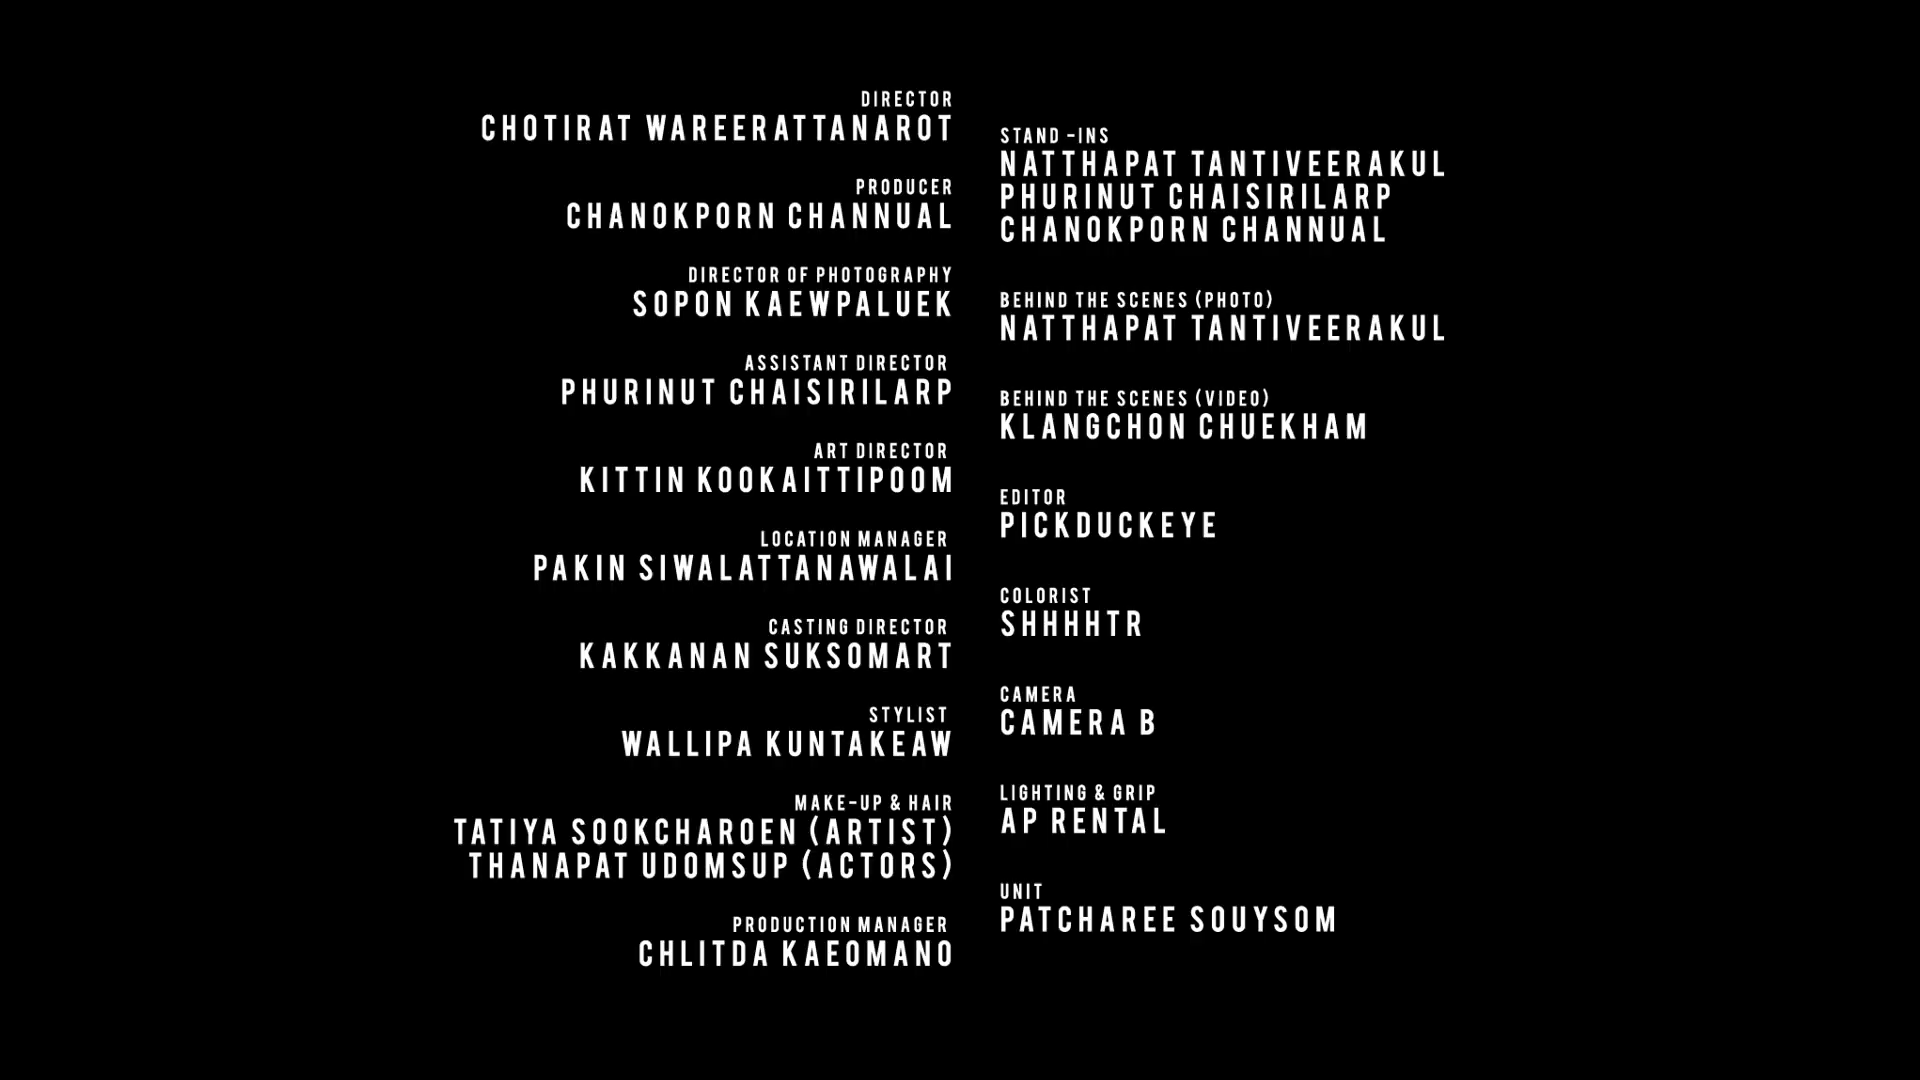 DIRECTOR
CHOTIRAT WAREERATTANAROT
PRODUCER
CHANOKPORN CHANNUAL
DIRECTOR OF PHOTOGRAPHY
SOPON KAEWPALUEK
ASSISTANT DIRECTOR
PHURINUT CHAISIRILARP
ART DIRECTOR
KITTIN KOOKAITTIPOOM
LOCATION MANAGER
PAKIN SIWALATTANAWALAI
CASTING DIRECTOR
KAKKANAN SUKSOMART
STYLIST
WALLIPA KUNTAKEAW
MAKE-UP & HAIR
TATIYA SOOKCHAROEN (ARTIST)
THANAPAT UDOMSUP (ACTORS)
PRODUCTION MANAGER
CHLITDA KAEOMANO
STAND -INS
NATTHAPAT TANTIVEERAKUL
PHURINUT CHAISIRILARP
CHANOKPORN CHANNUAL
BEHIND THE SCENES (PHOTO)
NATTHAPAT TANTIVEERAKUL
BEHIND THE SCENES (VIDEO)
KLANGCHON CHUEKHAM
EDITOR
PICKDUCKEYE
COLORIST
SHHHHTR
CAMERA
CAMERA B
LIGHTING & GRIP
AP RENTAL
UNIT
PATCHAREE SOUYSOM